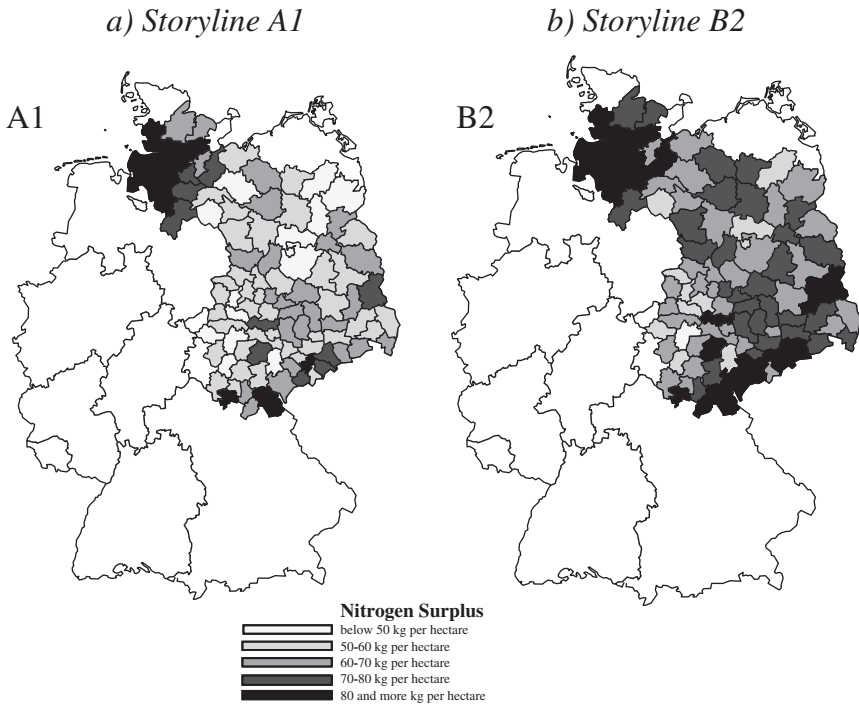 a) Storyline A1
b) Storyline B2
A1
B2
Nitrogen Surplus
below 50 kg per hectare
50-60 kg per hectare
60-70 kg per hectare
70-80 kg per hectare
80 and more kg per hectare